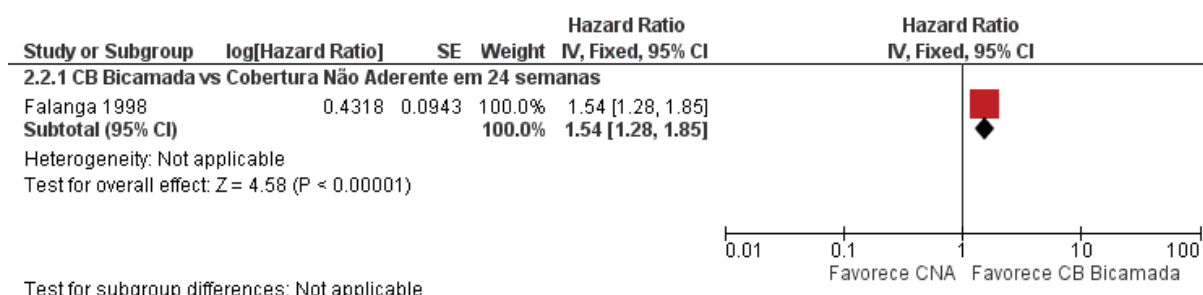 Hazard Ratio Hazard Ratio
Study or Subgroup log[Hazard Ratio] SE Weight IV, Fixed, 95% CI IV, Fixed, 95% CI
2.2.1 CB Bicamada vs Cobertura Não Aderente em 24 semanas
Falanga 1998 0.4318 0.0943 100.0% 1.54 [1.28, 1.85]
Subtotal (95% CI) 100.0% 1.54 [1.28, 1.85]
Heterogeneity: Not applicable
Test for overall effect: Z = 4.58 (P < 0.00001)
0.01 0.1 1 10 100
Favorece CNA Favorece CB Bicamada
Test for subgroup differences: Not applicable